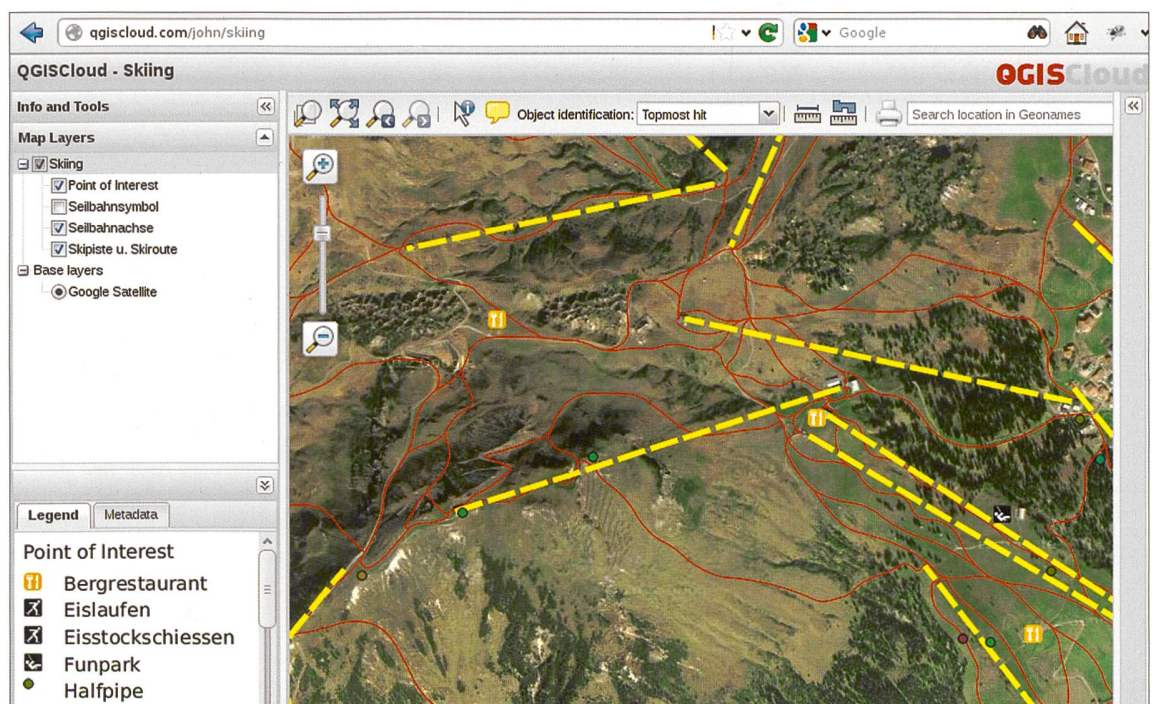 qgiscloud.com/john/skiing
Google
QGISCloud - Skiing
QGISCloud
Info and Tools
Object identification: Topmost hit
Search location in Geonames
Map Layers
Skiing
Point of Interest
Seilbahnsymbol
Seilbahnachse
Skipiste u. Skiroute
Base layers
Google Satellite
Legend Metadata
Point of Interest
Bergrestaurant
Eislaufen
Eisstockschiessen
Funpark
Halfpipe